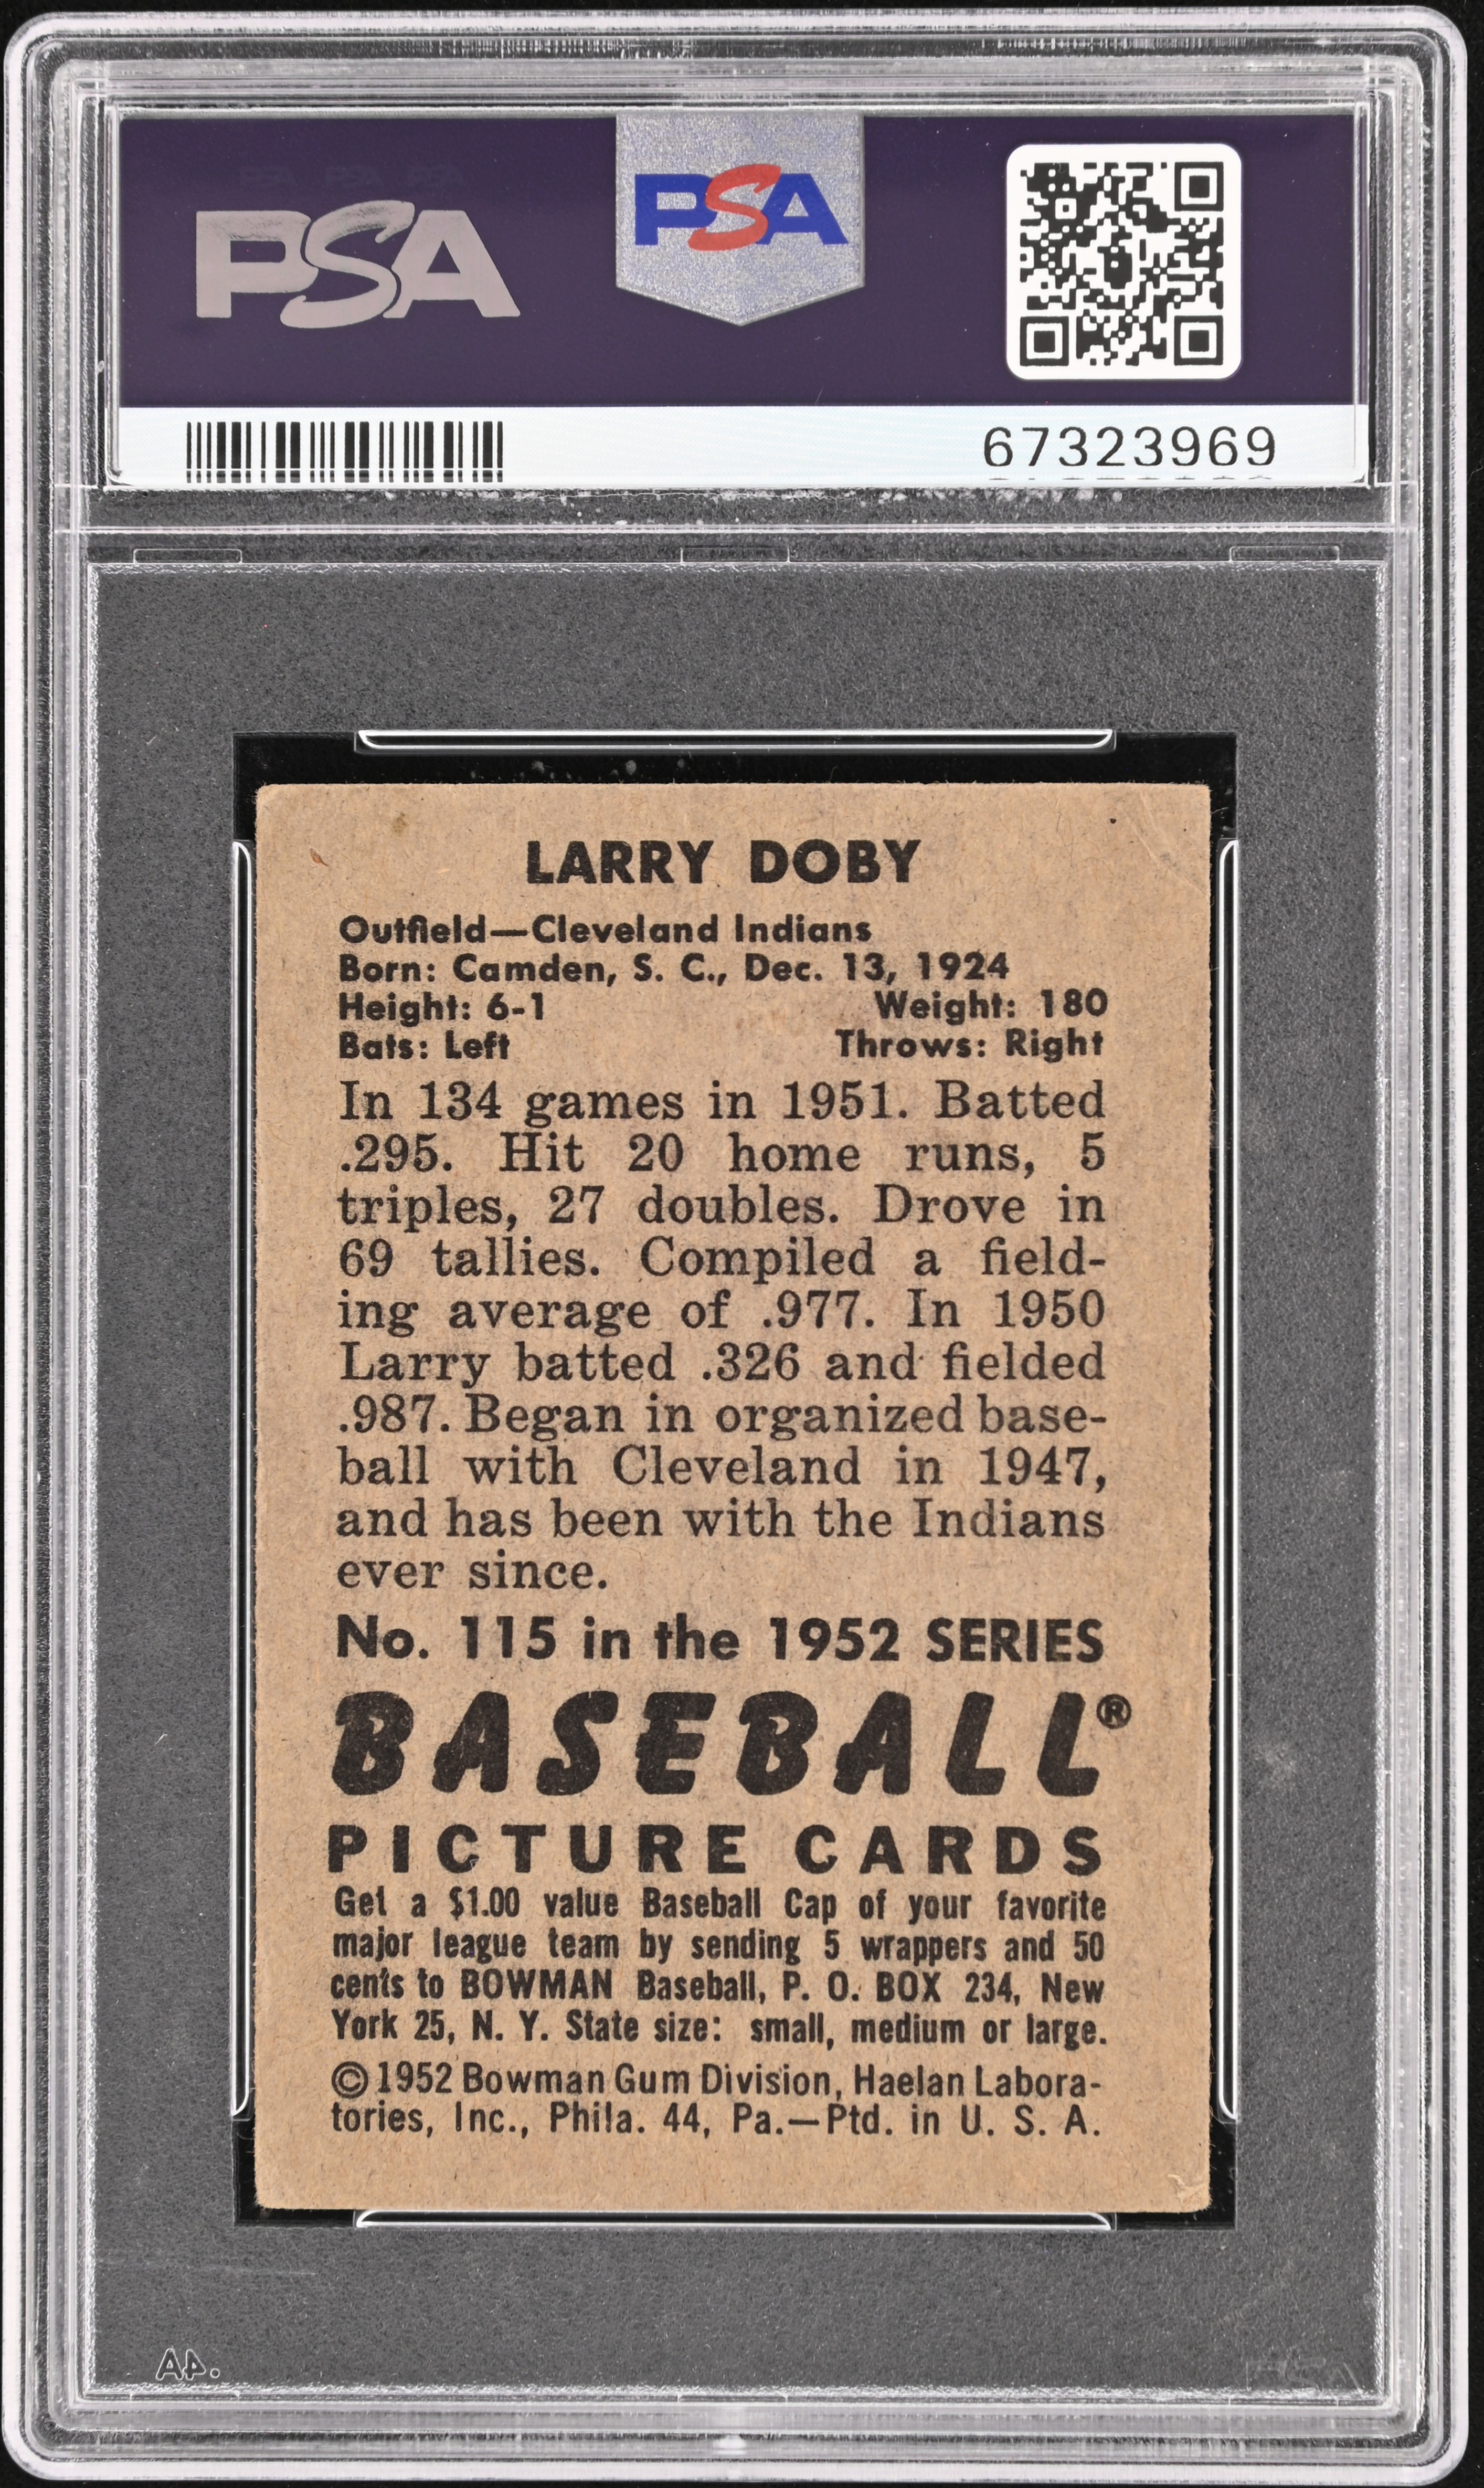 PSA
PSA
67323969
LARRY DOBY
Outfield—Cleveland Indians
Born: Camden, S. C., Dec. 13, 1924
Height: 6-1 Weight: 180
Bats: Left Throws: Right
In 134 games in 1951. Batted
.295. Hit 20 home runs, 5
triples, 27 doubles. Drove in
69 tallies. Compiled a field-
ing average of .977. In 1950
Larry batted .326 and fielded
.987. Began in organized base-
ball with Cleveland in 1947,
and has been with the Indians
ever since.
No. 115 in the 1952 SERIES
BASEBALL®
PICTURE CARDS
Get a $1.00 value Baseball Cap of your favorite
major league team by sending 5 wrappers and 50
cents to BOWMAN Baseball, P. O. BOX 234, New
York 25, N. Y. State size: small, medium or large.
©1952 Bowman Gum Division, Haelan Labora-
tories, Inc., Phila. 44, Pa.—Ptd. in U. S. A.
PSA